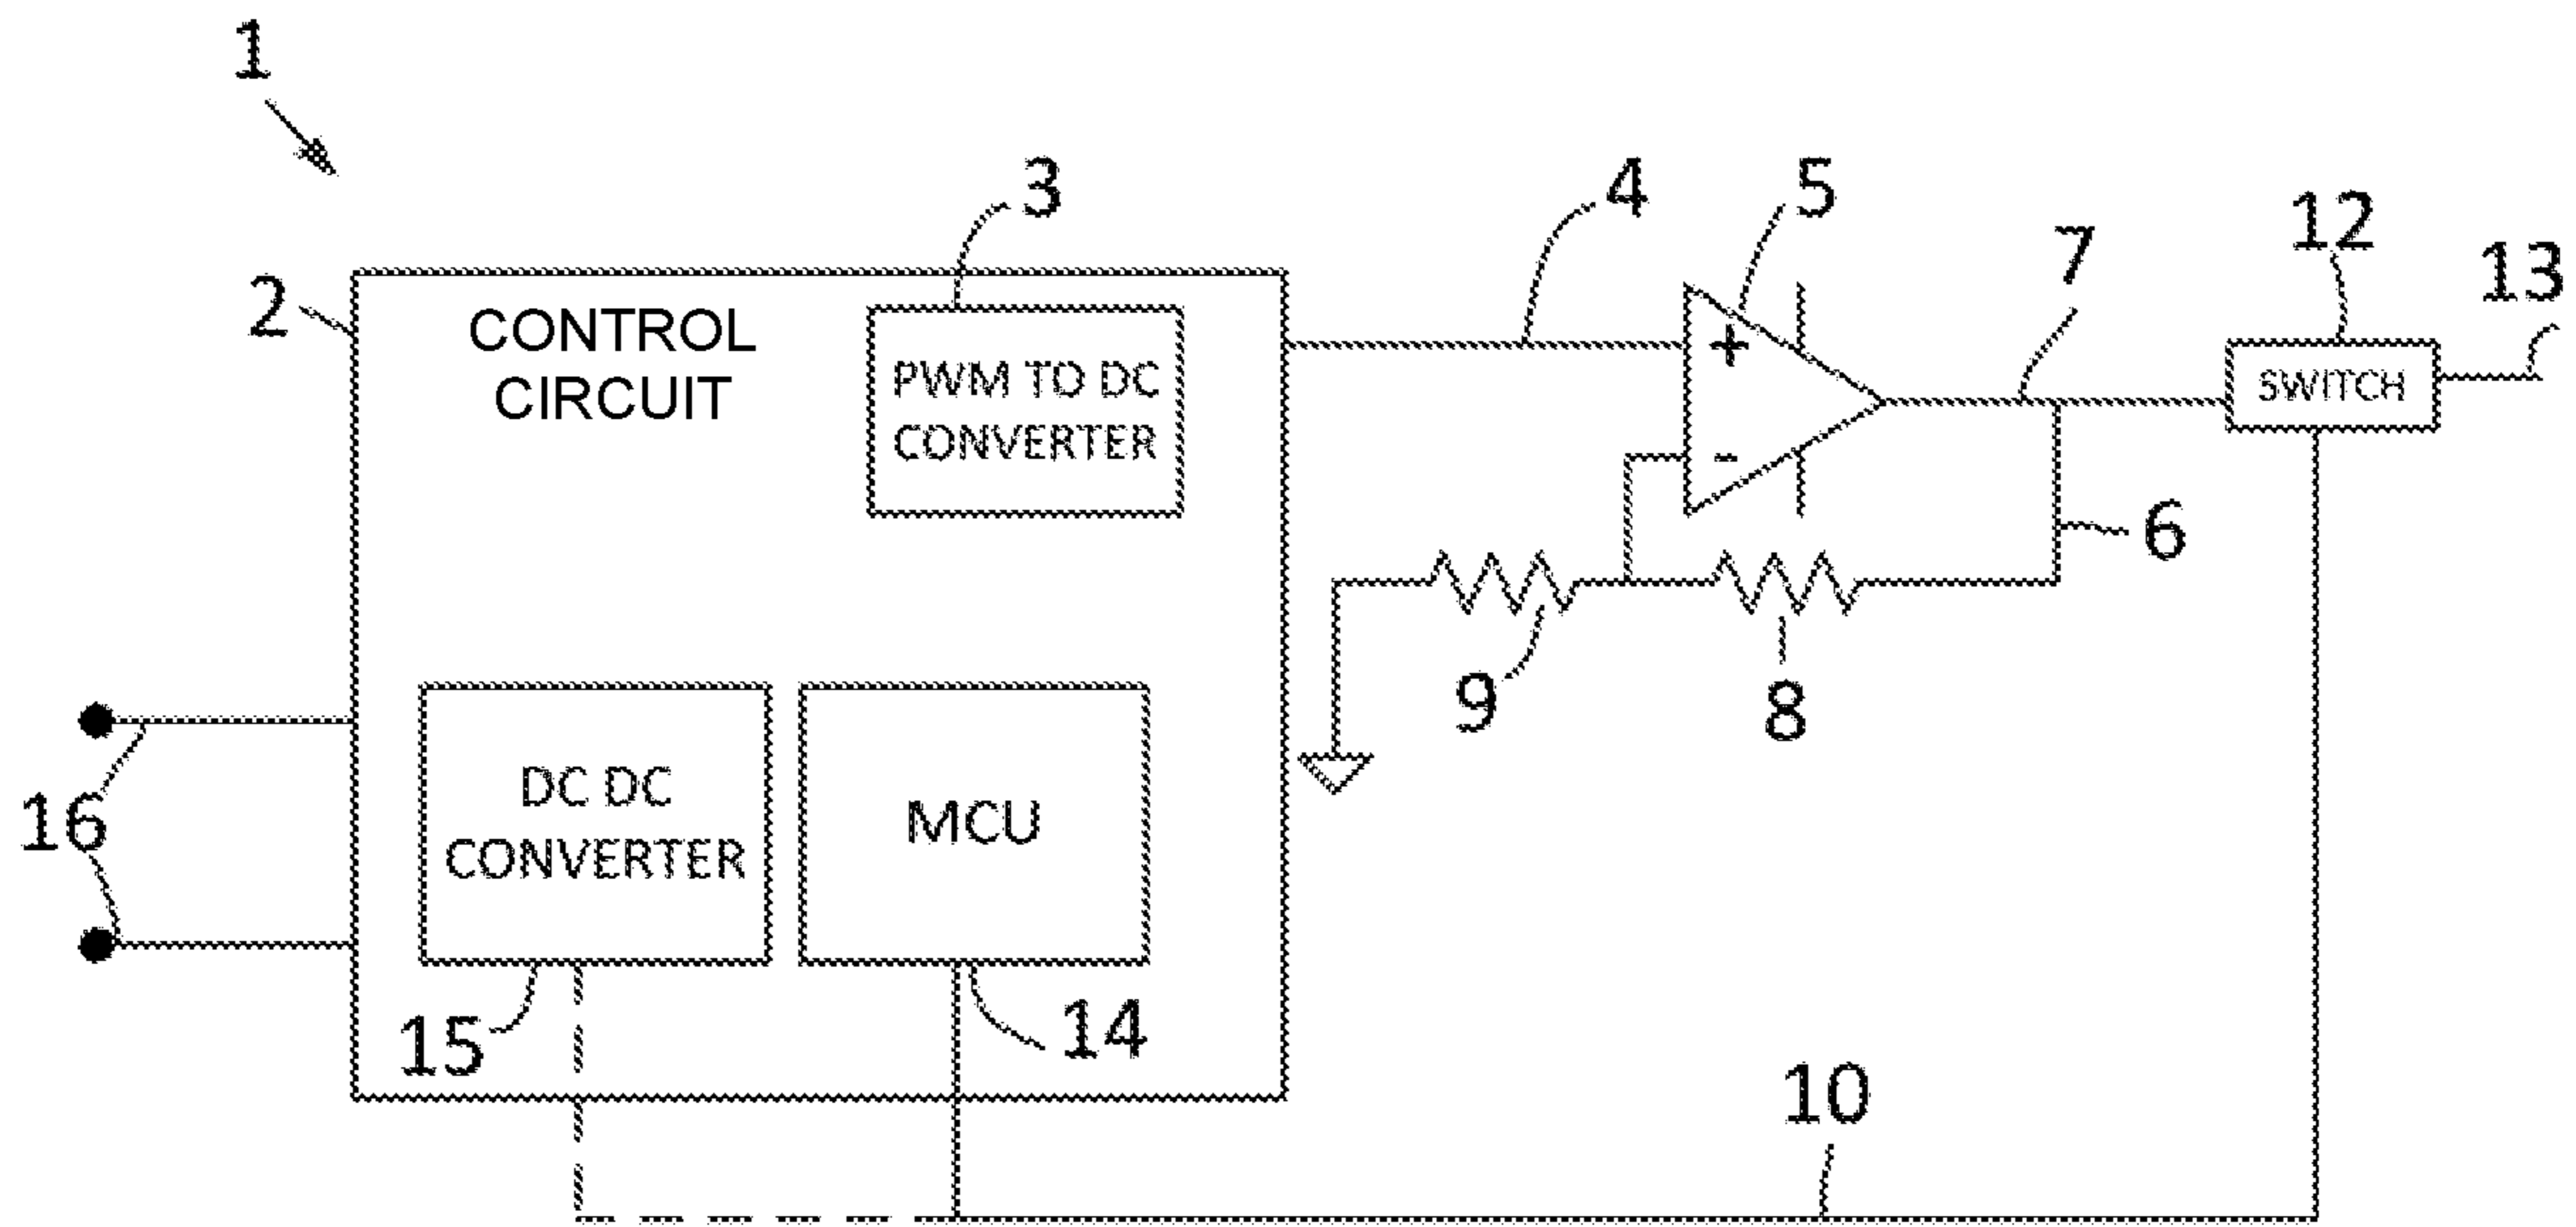 1
3
4
5
12
7
13
2
CONTROL
CIRCUIT
PWM TO DC
CONVERTER
+
SWITCH
-
6
9
8
16
DC DC
CONVERTER
MCU
15
14
10